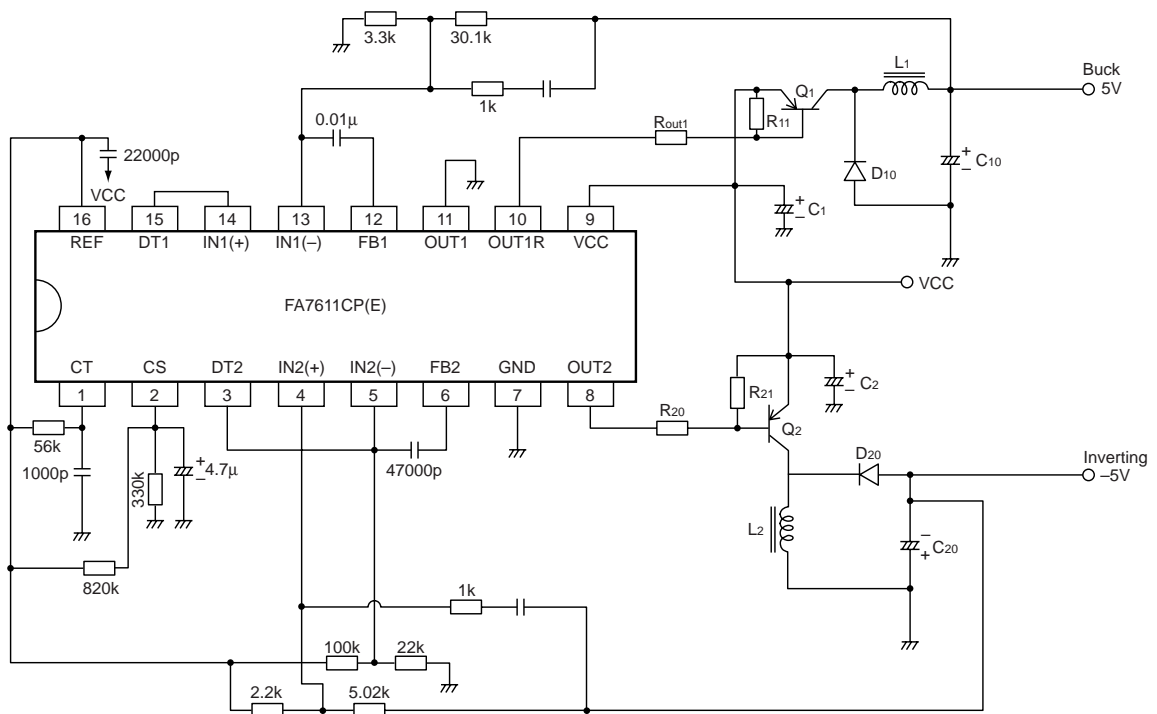 3.3k
30.1k
1k
0.01μ
22000p
VCC
L1
Buck
5V
Q1
R11
Rout1
D10
+
–
C10
+
–
C1
16
15
14
13
12
11
10
9
REF
DT1
IN1(+)
IN1(–)
FB1
OUT1
OUT1R
VCC
FA7611CP(E)
VCC
CT
CS
DT2
IN2(+)
IN2(–)
FB2
GND
OUT2
1
2
3
4
5
6
7
8
56k
1000p
330k
+
–
4.7μ
47000p
820k
R20
R21
+
–
C2
Q2
D20
Inverting
–5V
L2
–
+
C20
1k
100k
22k
2.2k
5.02k